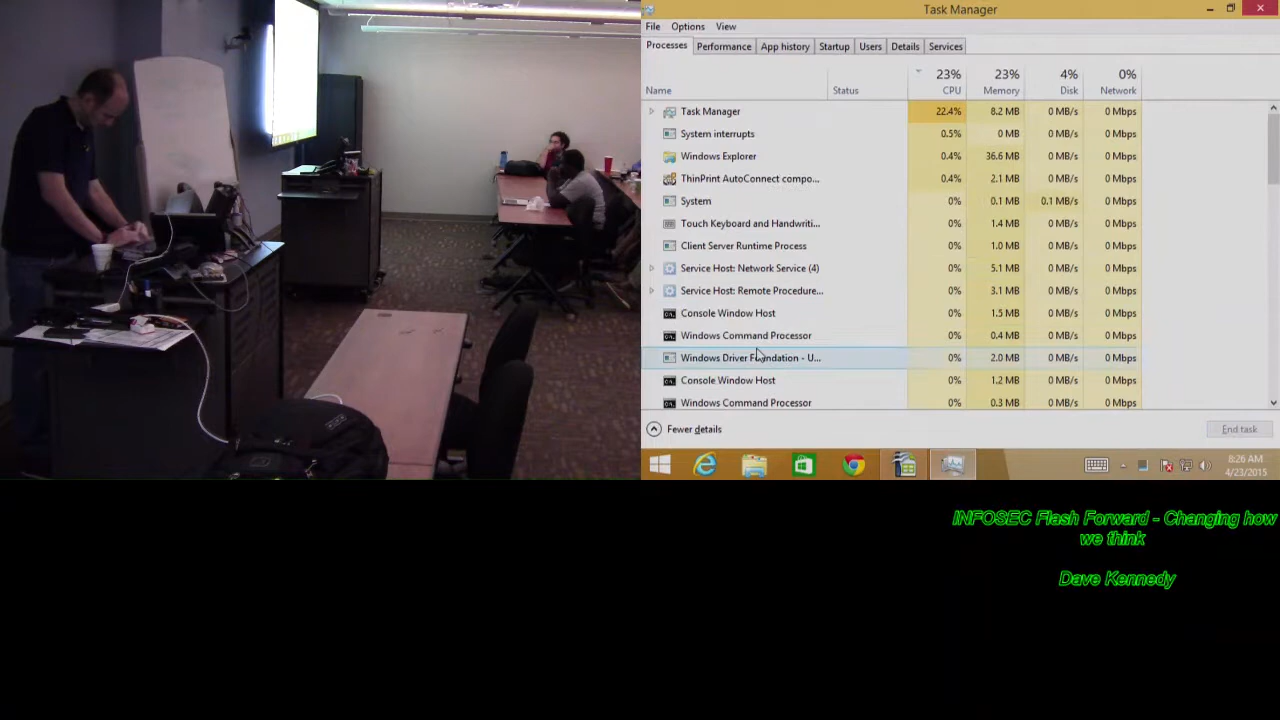 Task Manager
File Options View
Processes Performance App history Startup Users Details Services
23% 23% 4% 0%
Name Status CPU Memory Disk Network
Task Manager 22.4% 8.2 MB 0 MB/s 0 Mbps
System interrupts 0.5% 0 MB 0 MB/s 0 Mbps
Windows Explorer 0.4% 36.6 MB 0 MB/s 0 Mbps
ThinPrint AutoConnect compo... 0.4% 2.1 MB 0 MB/s 0 Mbps
System 0% 0.1 MB 0.1 MB/s 0 Mbps
Touch Keyboard and Handwriti... 0% 1.4 MB 0 MB/s 0 Mbps
Client Server Runtime Process 0% 1.0 MB 0 MB/s 0 Mbps
Service Host: Network Service (4) 0% 5.1 MB 0 MB/s 0 Mbps
Service Host: Remote Procedure... 0% 3.1 MB 0 MB/s 0 Mbps
Console Window Host 0% 1.5 MB 0 MB/s 0 Mbps
Windows Command Processor 0% 0.4 MB 0 MB/s 0 Mbps
Windows Driver Foundation - U... 0% 2.0 MB 0 MB/s 0 Mbps
Console Window Host 0% 1.2 MB 0 MB/s 0 Mbps
Windows Command Processor 0% 0.3 MB 0 MB/s 0 Mbps
Fewer details End task
8:26 AM
4/23/2015
INFOSEC Flash Forward - Changing how
we think
Dave Kennedy